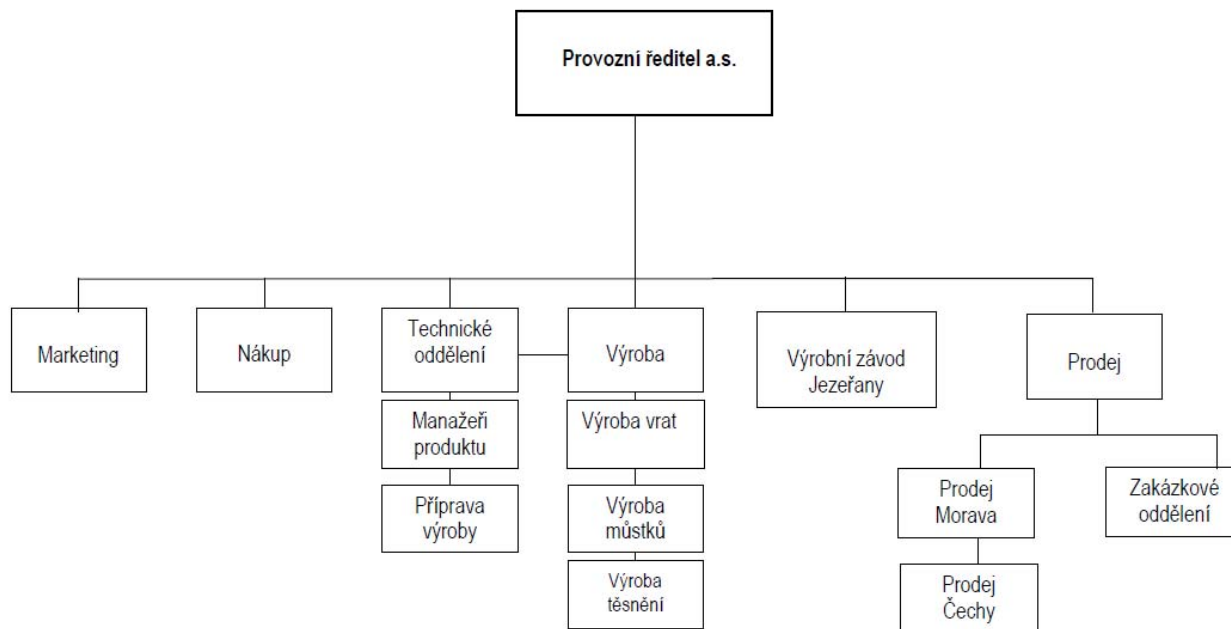 Provozní ředitel a.s.
Marketing
Nákup
Technické
oddělení
Výroba
Výrobní závod
Jezeřany
Prodej
Manažeři
produktu
Výroba vrat
Příprava
výroby
Výroba
můstků
Výroba
těsnění
Prodej
Morava
Zakázkové
oddělení
Prodej
Čechy